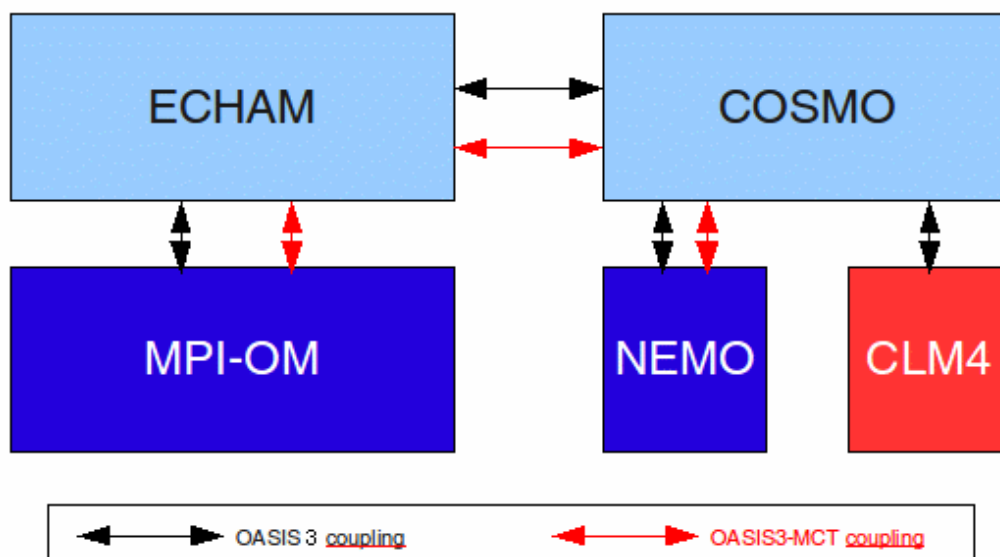 ECHAM
COSMO
MPI-OM
NEMO
CLM4
OASIS 3 coupling
OASIS3-MCT coupling